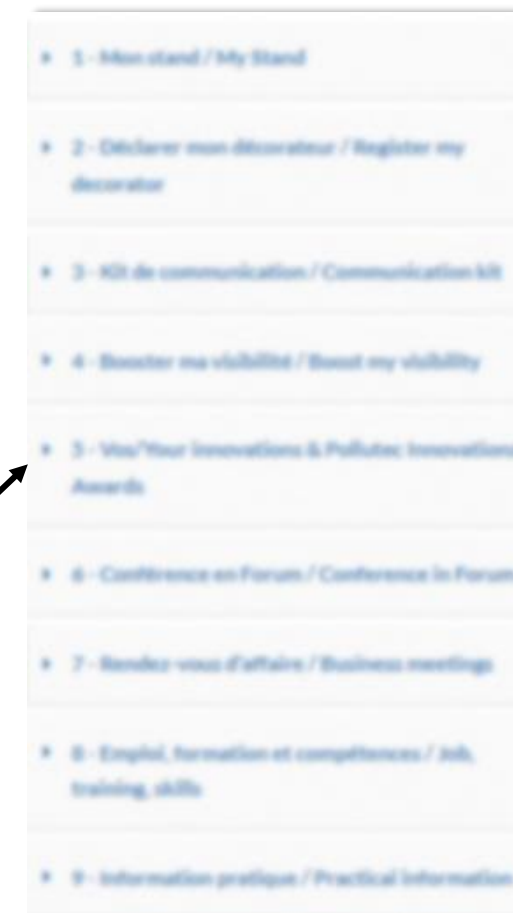 1 - Mon stand / My Stand
2 - Déclarer mon décorateur / Register my
decorator
3 - Kit de communication / Communication kit
4 - Booster ma visibilité / Boost my visibility
5 - Vos/Your innovations & Pollutec Innovations
Awards
6 - Conférence en Forum / Conference in Forum
7 - Rendez-vous d'affaire / Business meetings
8 - Emploi, formation et compétences / Job,
training, skills
9 - Information pratique / Practical information